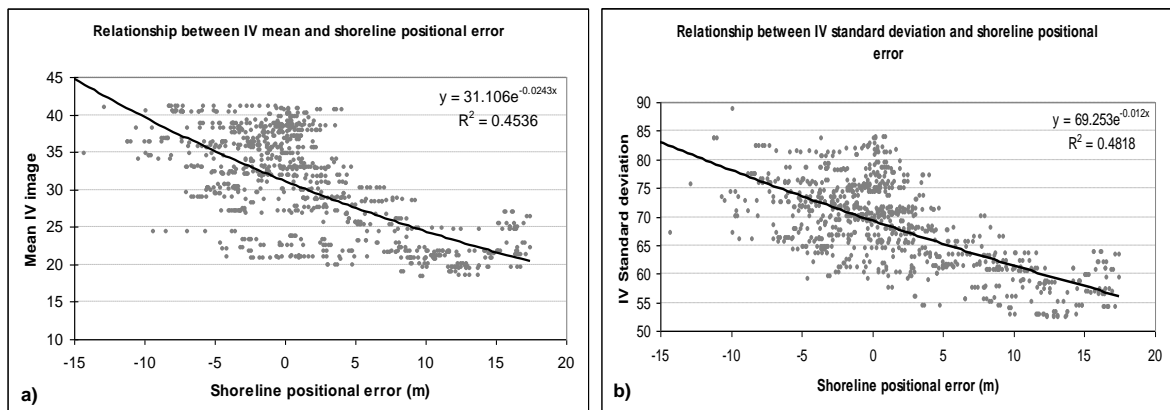 Relationship between IV mean and shoreline positional error
45
40
35
30
25
20
15
10
Mean IV image
y = 31.106e^-0.0243x
R² = 0.4536
-15 -10 -5 0 5 10 15 20
Shoreline positional error (m)
a)
Relationship between IV standard deviation and shoreline positional
error
90
85
80
75
70
65
60
55
50
IV Standard deviation
y = 69.253e^-0.012x
R² = 0.4818
-15 -10 -5 0 5 10 15 20
Shoreline positional error (m)
b)